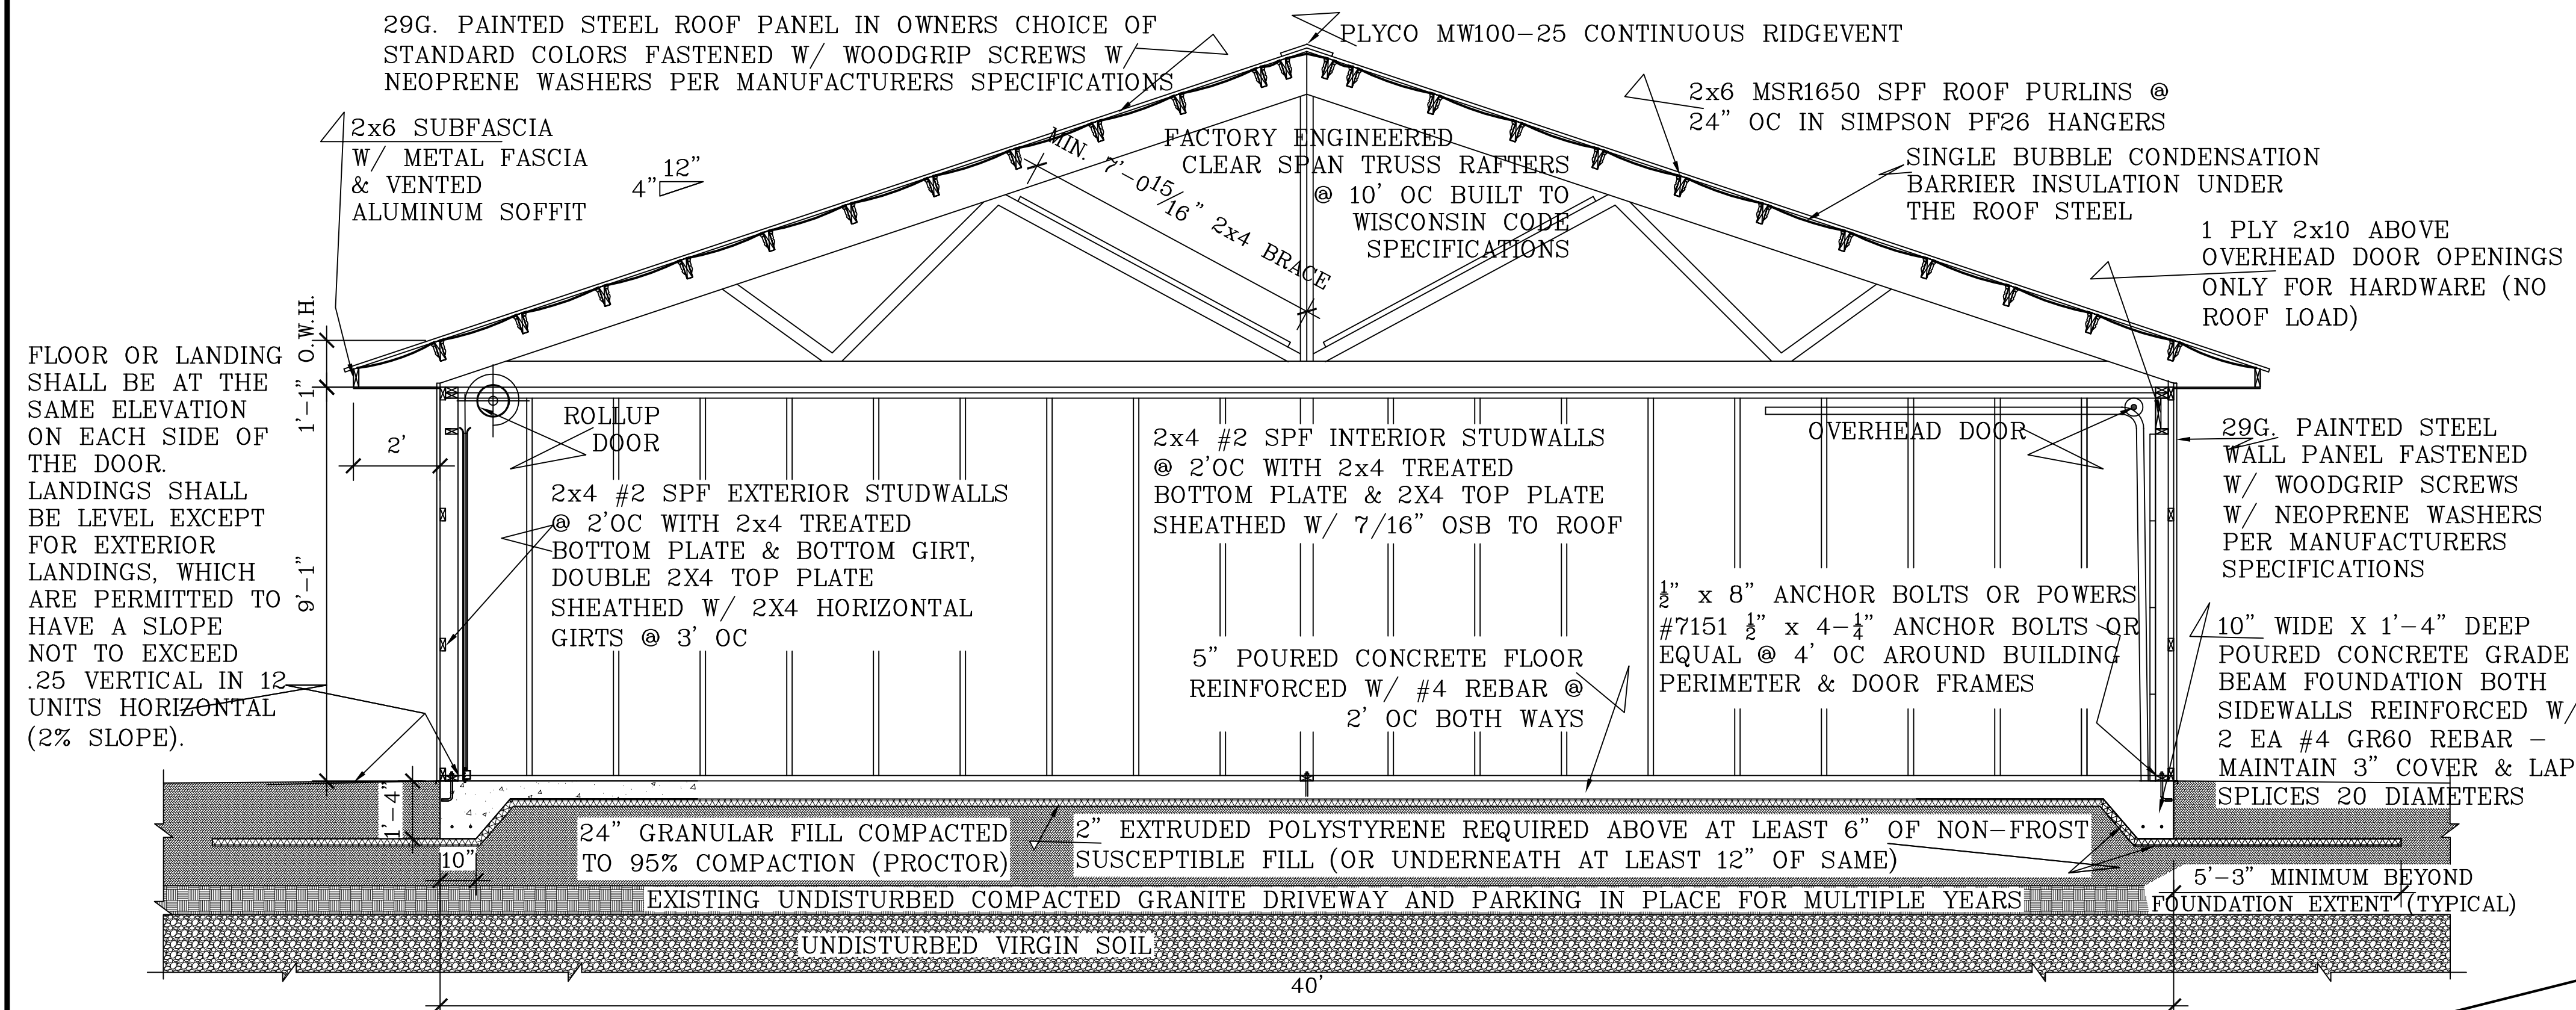 29G. PAINTED STEEL ROOF PANEL IN OWNERS CHOICE OF
STANDARD COLORS FASTENED W/ WOODGRIP SCREWS W/
NEOPRENE WASHERS PER MANUFACTURERS SPECIFICATIONS
PLYCO MW100-25 CONTINUOUS RIDGEVENT
2x6 MSR1650 SPF ROOF PURLINS @
24" OC IN SIMPSON PF26 HANGERS
2x6 SUBFASCIA
W/ METAL FASCIA
& VENTED
ALUMINUM SOFFIT
12"
4"
MIN. 7'-0 15/16" 2x4 BRACE
FACTORY ENGINEERED
CLEAR SPAN TRUSS RAFTERS
@ 10' OC BUILT TO
WISCONSIN CODE
SPECIFICATIONS
SINGLE BUBBLE CONDENSATION
BARRIER INSULATION UNDER
THE ROOF STEEL
1 PLY 2x10 ABOVE
OVERHEAD DOOR OPENINGS
ONLY FOR HARDWARE (NO
ROOF LOAD)
FLOOR OR LANDING
SHALL BE AT THE
SAME ELEVATION
ON EACH SIDE OF
THE DOOR.
LANDINGS SHALL
BE LEVEL EXCEPT
FOR EXTERIOR
LANDINGS, WHICH
ARE PERMITTED TO
HAVE A SLOPE
NOT TO EXCEED
.25 VERTICAL IN 12
UNITS HORIZONTAL
(2% SLOPE).
1'-1" O.W.H.
9'-1"
2'
ROLLUP
DOOR
2x4 #2 SPF EXTERIOR STUDWALLS
@ 2'OC WITH 2x4 TREATED
BOTTOM PLATE & BOTTOM GIRT,
DOUBLE 2X4 TOP PLATE
SHEATHED W/ 2X4 HORIZONTAL
GIRTS @ 3' OC
2x4 #2 SPF INTERIOR STUDWALLS
@ 2'OC WITH 2x4 TREATED
BOTTOM PLATE & 2X4 TOP PLATE
SHEATHED W/ 7/16" OSB TO ROOF
OVERHEAD DOOR
29G. PAINTED STEEL
WALL PANEL FASTENED
W/ WOODGRIP SCREWS
W/ NEOPRENE WASHERS
PER MANUFACTURERS
SPECIFICATIONS
5" POURED CONCRETE FLOOR
REINFORCED W/ #4 REBAR @
2' OC BOTH WAYS
½" x 8" ANCHOR BOLTS OR POWERS
#7151 ½" x 4-¼" ANCHOR BOLTS OR
EQUAL @ 4' OC AROUND BUILDING
PERIMETER & DOOR FRAMES
10" WIDE X 1'-4" DEEP
POURED CONCRETE GRADE
BEAM FOUNDATION BOTH
SIDEWALLS REINFORCED W/
2 EA #4 GR60 REBAR -
MAINTAIN 3" COVER & LAP
SPLICES 20 DIAMETERS
1'-4"
10"
24" GRANULAR FILL COMPACTED
TO 95% COMPACTION (PROCTOR)
2" EXTRUDED POLYSTYRENE REQUIRED ABOVE AT LEAST 6" OF NON-FROST
SUSCEPTIBLE FILL (OR UNDERNEATH AT LEAST 12" OF SAME)
5'-3" MINIMUM BEYOND
FOUNDATION EXTENT (TYPICAL)
EXISTING UNDISTURBED COMPACTED GRANITE DRIVEWAY AND PARKING IN PLACE FOR MULTIPLE YEARS
UNDISTURBED VIRGIN SOIL
40'